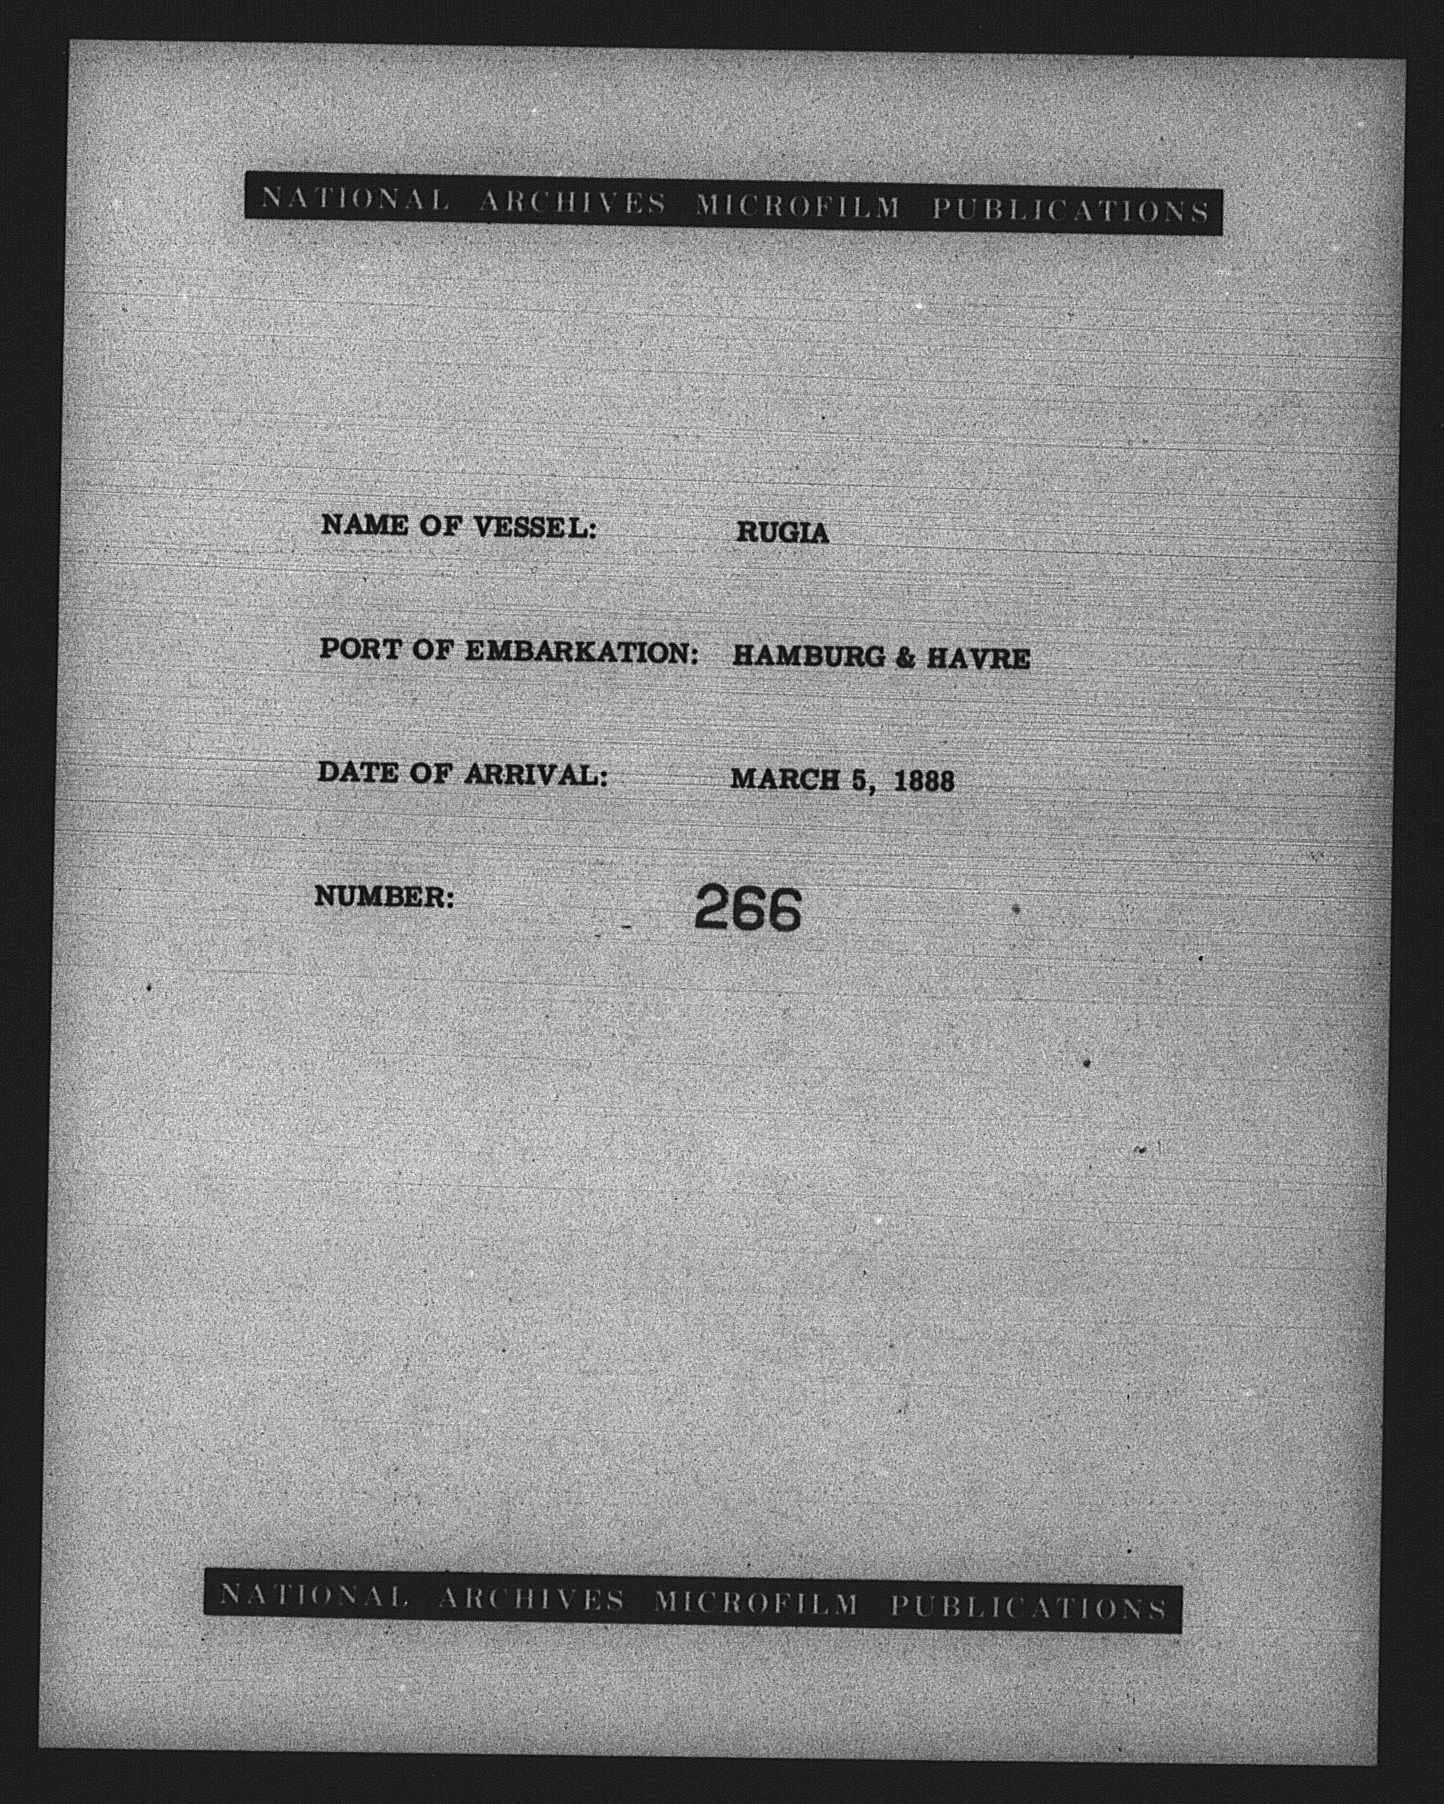 NATIONAL ARCHIVES MICROFILM PUBLICATIONS
NAME OF VESSEL: RUGIA
PORT OF EMBARKATION: HAMBURG & HAVRE
DATE OF ARRIVAL: MARCH 5, 1888
NUMBER: 266
NATIONAL ARCHIVES MICROFILM PUBLICATIONS